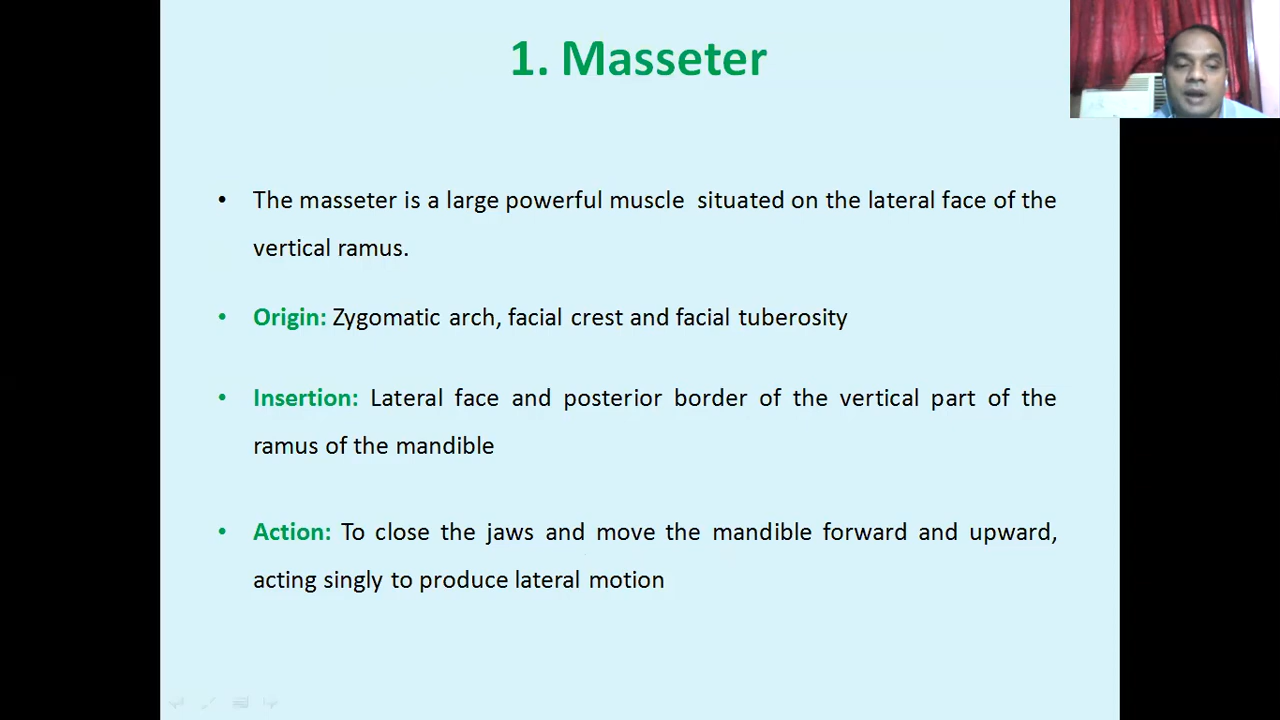 1. Masseter
• The masseter is a large powerful muscle situated on the lateral face of the
vertical ramus.
• Origin: Zygomatic arch, facial crest and facial tuberosity
• Insertion: Lateral face and posterior border of the vertical part of the
ramus of the mandible
• Action: To close the jaws and move the mandible forward and upward,
acting singly to produce lateral motion